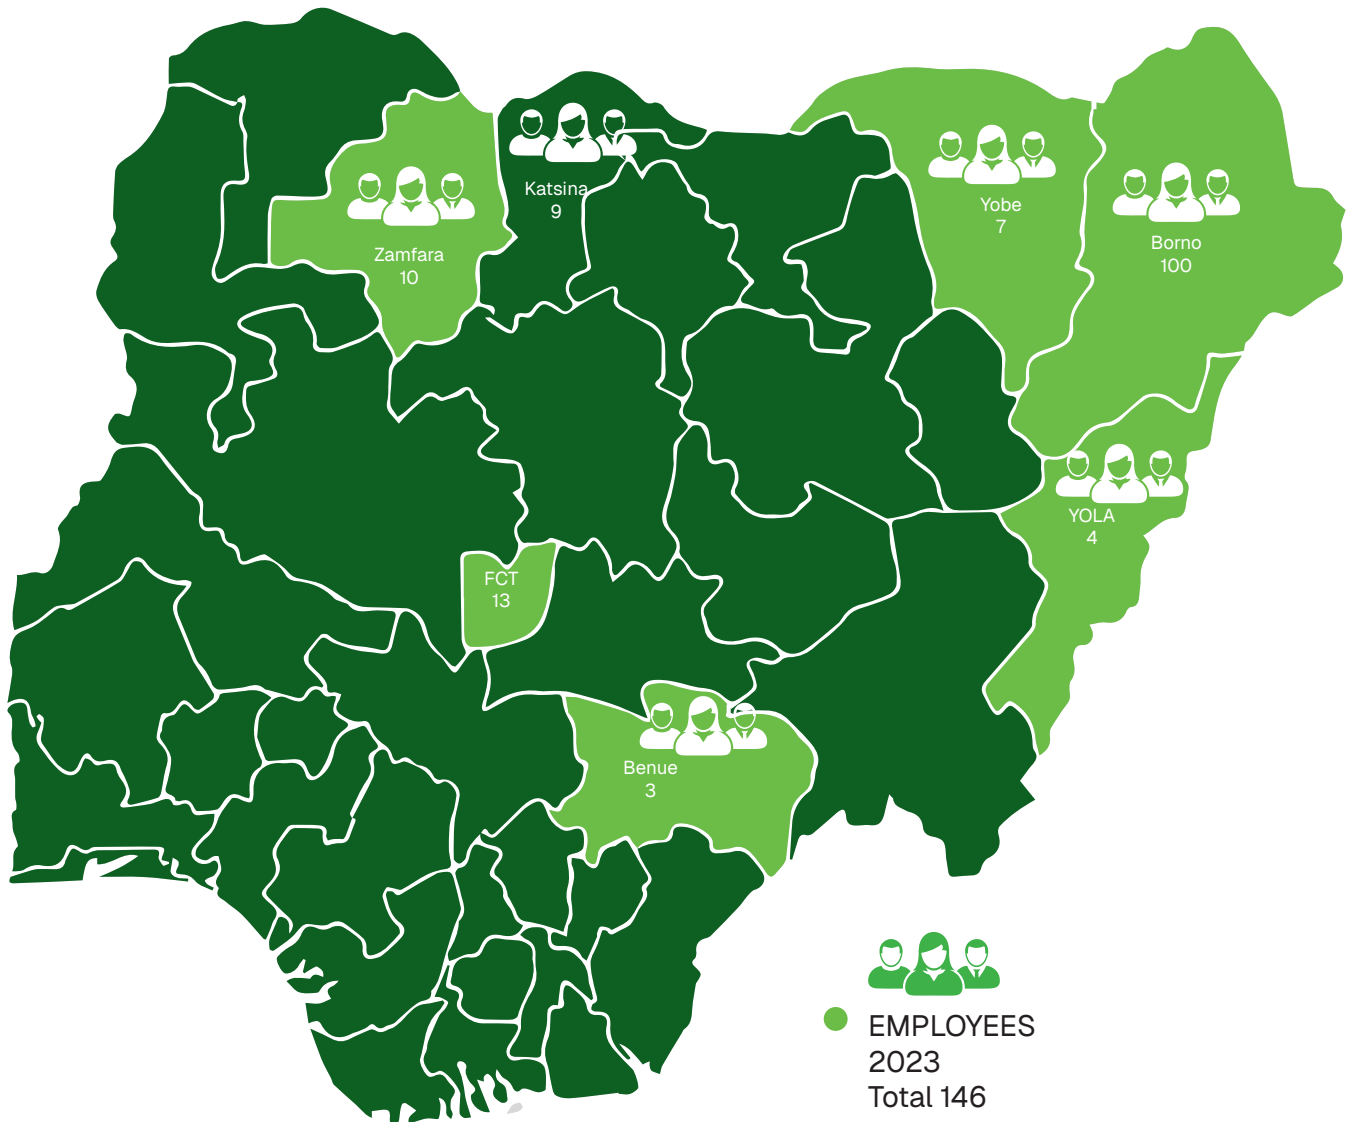 Katsina
9
Yobe
7
Zamfara
10
Borno
100
YOLA
4
FCT
13
Benue
3
EMPLOYEES
2023
Total 146